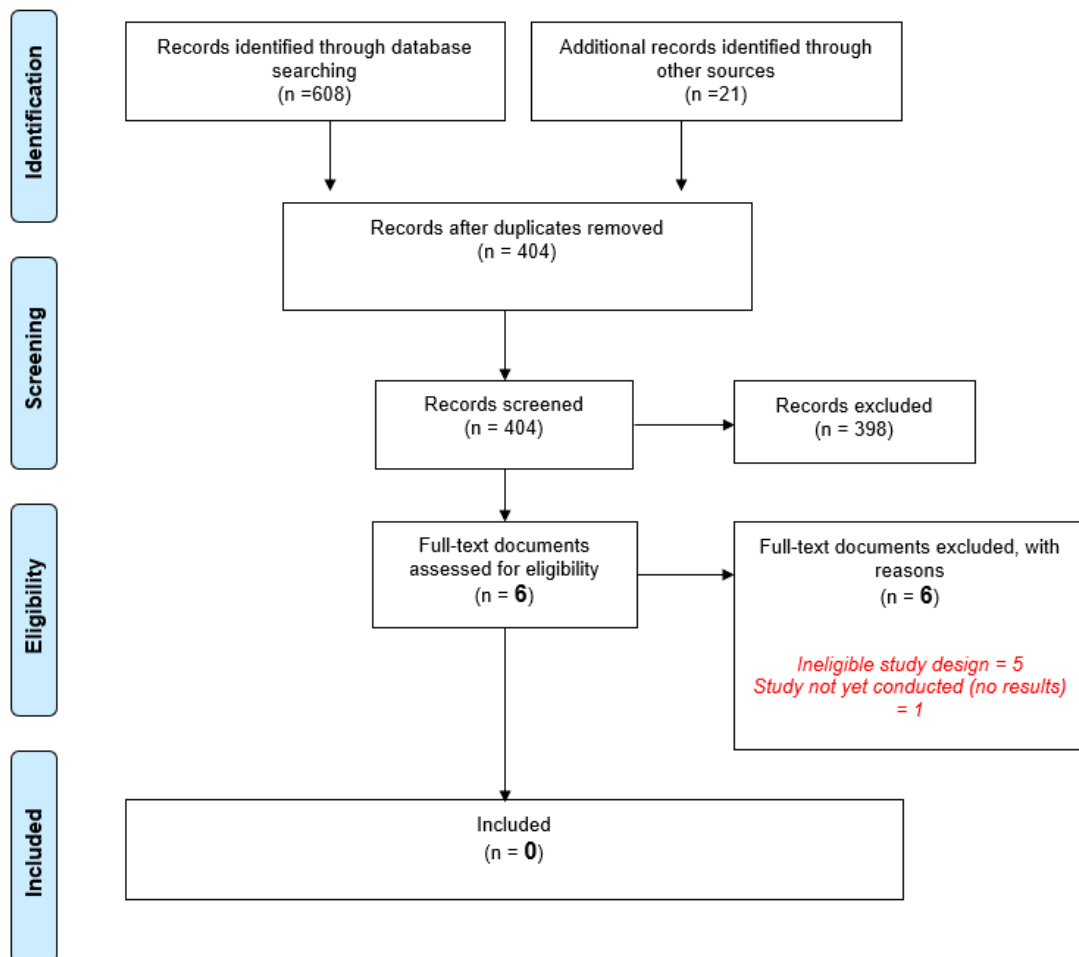 Identification
Records identified through database
searching
(n =608)
Additional records identified through
other sources
(n =21)
Records after duplicates removed
(n = 404)
Screening
Records screened
(n = 404)
Records excluded
(n = 398)
Eligibility
Full-text documents
assessed for eligibility
(n = 6)
Full-text documents excluded, with
reasons
(n = 6)
Ineligible study design = 5
Study not yet conducted (no results)
= 1
Included
Included
(n = 0)